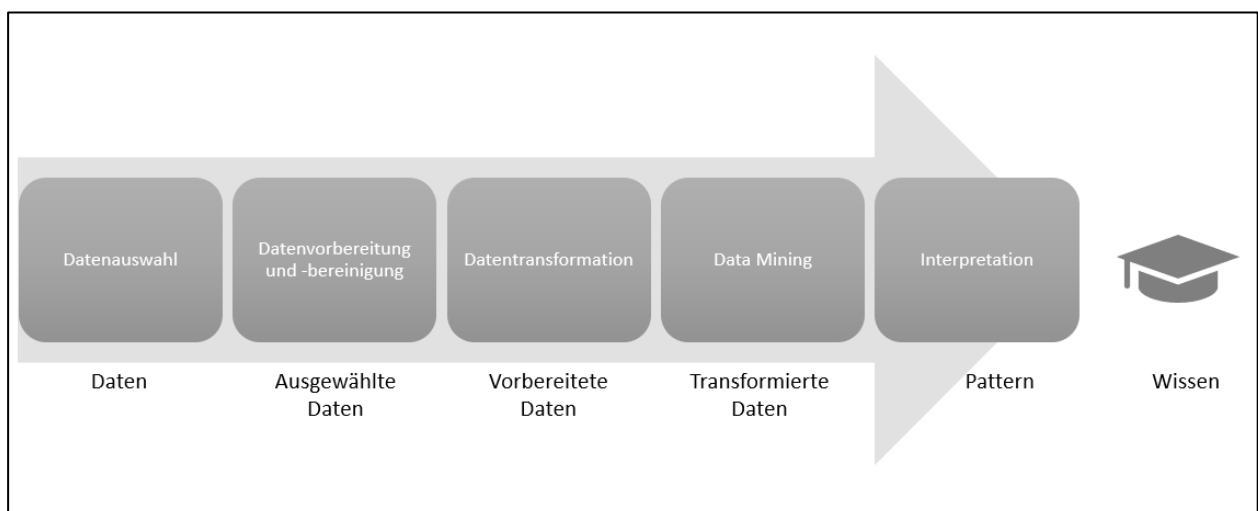 Datenauswahl
Datenvorbereitung
und -bereinigung
Datentransformation
Data Mining
Interpretation
Daten
Ausgewählte
Daten
Vorbereitete
Daten
Transformierte
Daten
Pattern
Wissen